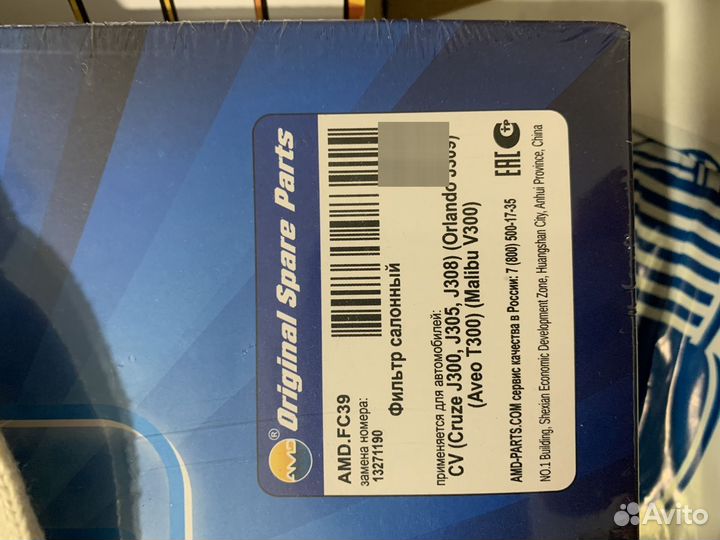 AMD ® Original Spare Parts
AMD.FC39
замена номера:
13271190
Фильтр салонный
применяется для автомобилей:
CV (Cruze J300, J305, J308) (Orlando J309)
(Aveo T300) (Malibu V300)
AMD-PARTS.COM сервис качества в России: 7 (800) 500-17-35
NO.1 Building, Shexian Economic Development Zone, Huangshan City, Anhui Province, China
EAC
Avito